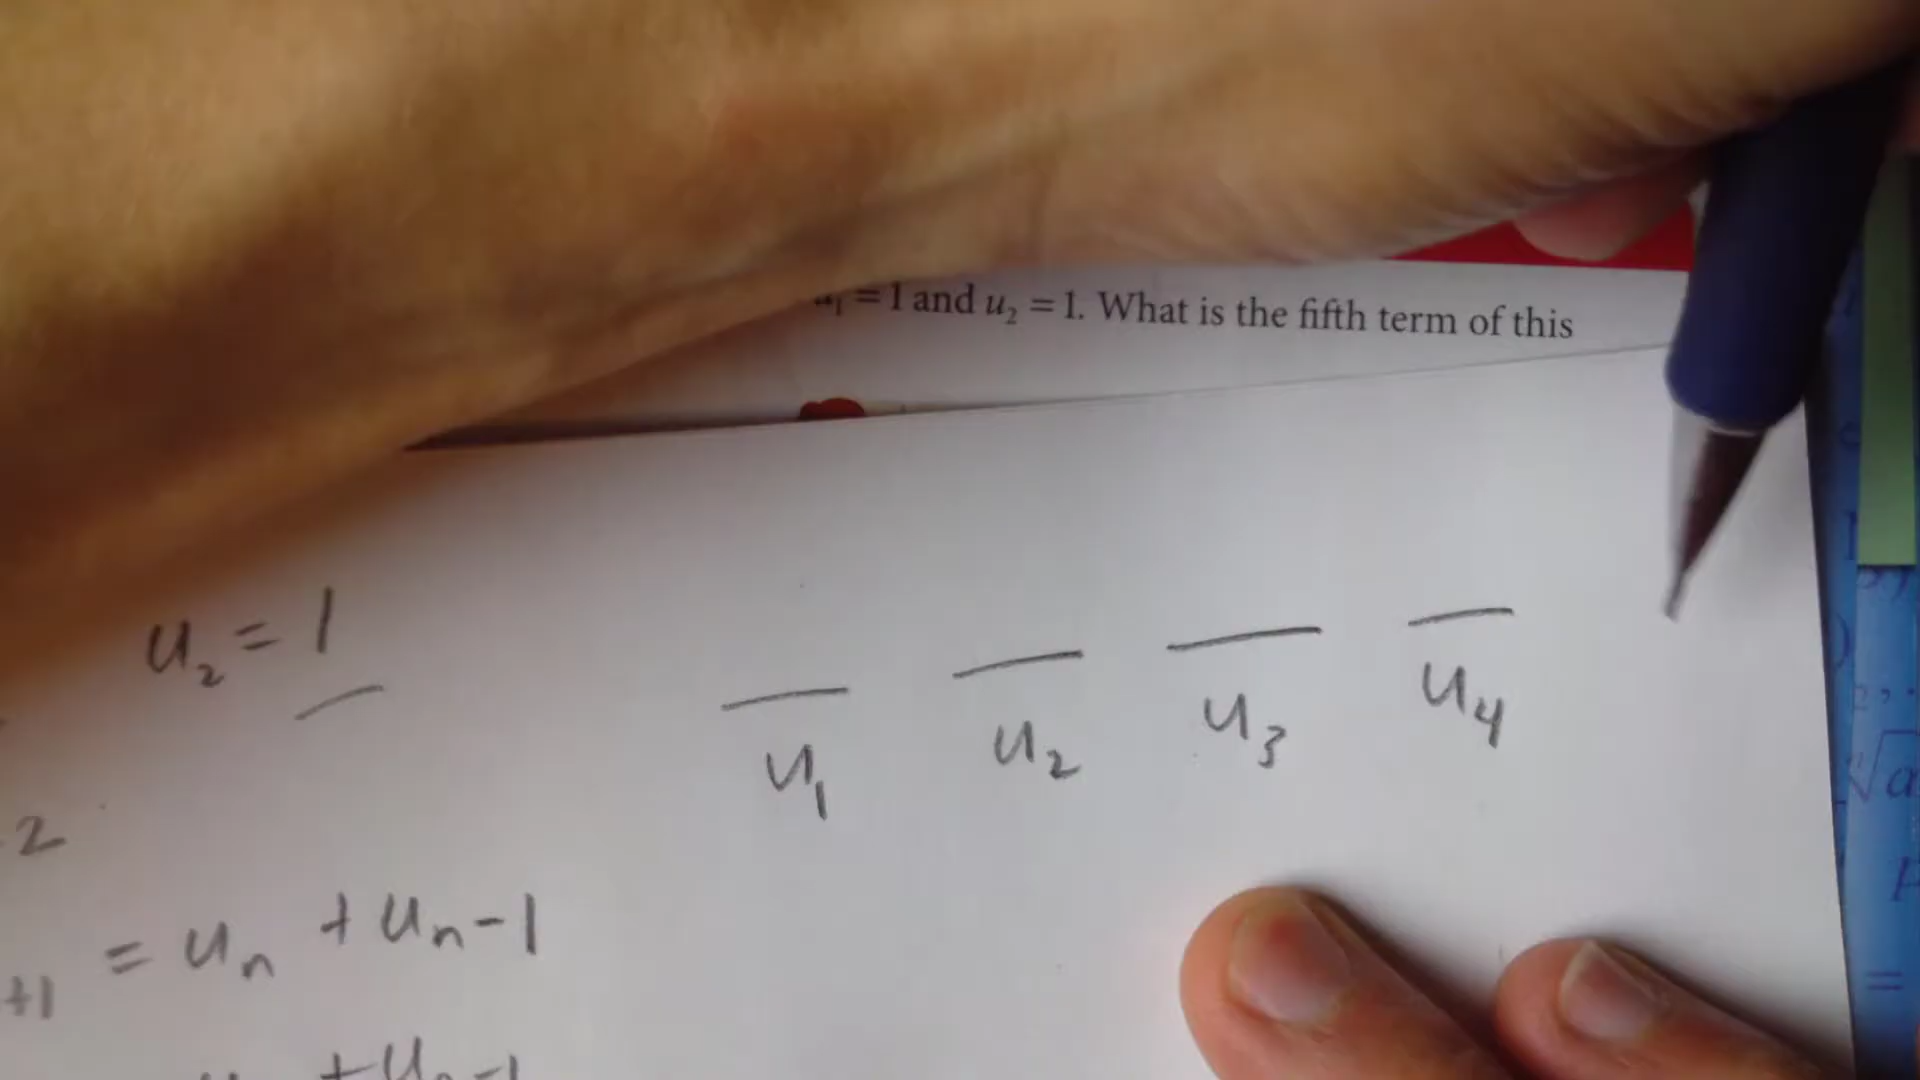 = 1 and u₂ = 1. What is the fifth term of this
u₂ = 1
u₁ u₂ u₃ u₄
2
+1 = uₙ + uₙ-1
+ u -1
√a
=